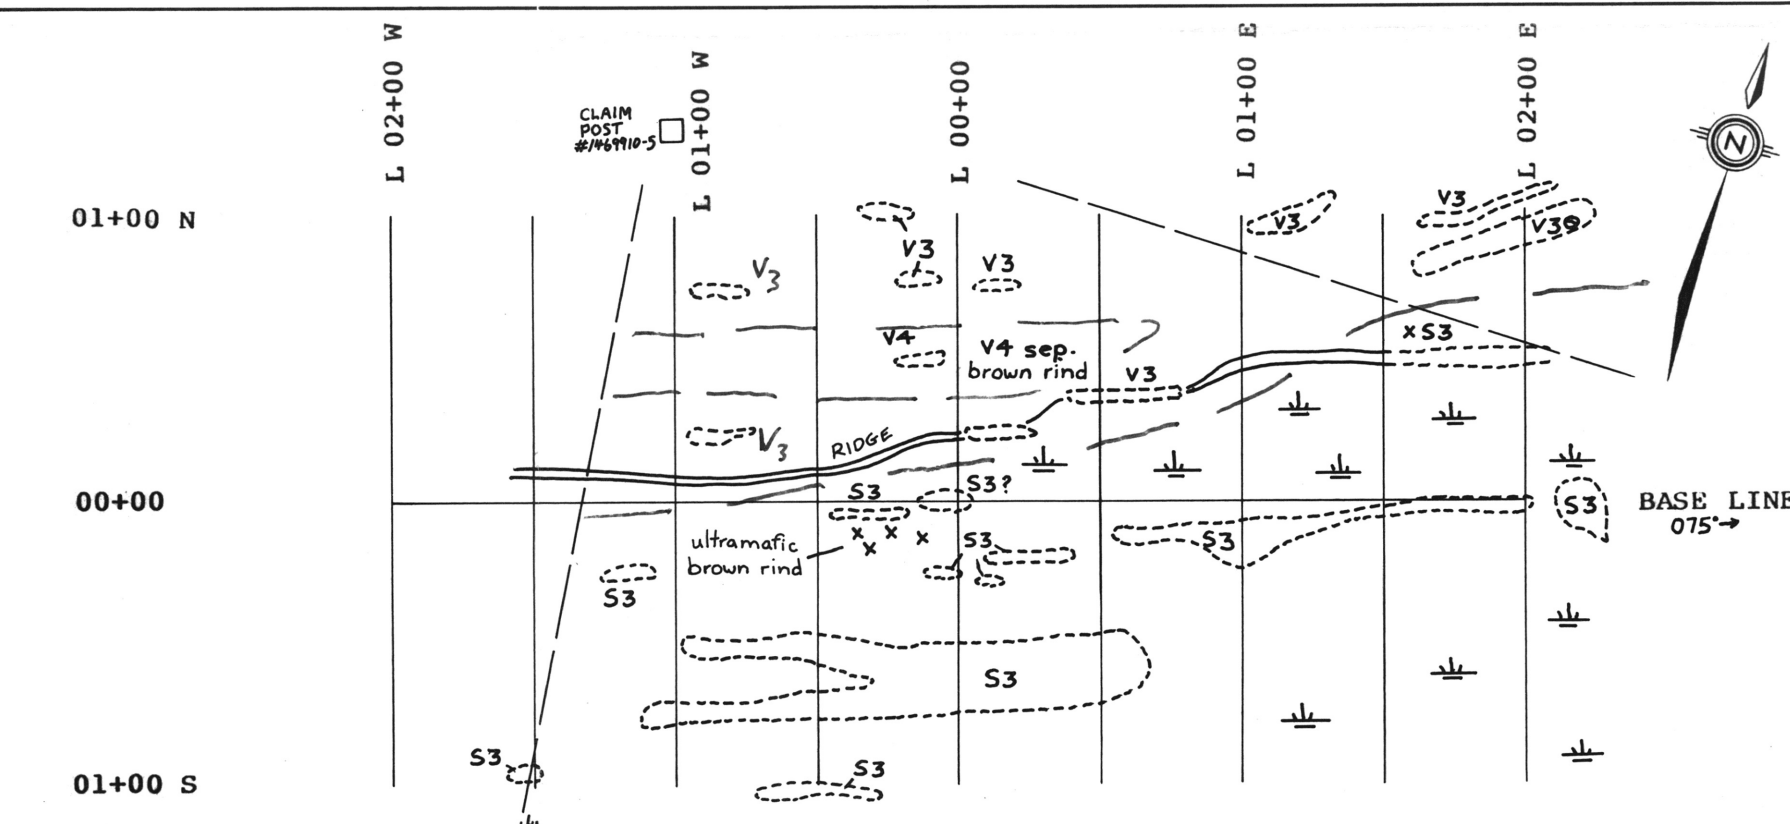 L 02+00 W
L 01+00 W
L 00+00
L 01+00 E
L 02+00 E
CLAIM
POST
#1469910-5
N
01+00 N
V3
V3
V3
V3
V3
V3
V4
V4 sep.
brown rind
V3
xS3
V3
RIDGE
00+00
S3
S3?
S3
BASE LINE
075°→
ultramafic
brown rind
x x x x
S3
S3
S3
S3
S3
01+00 S
S3